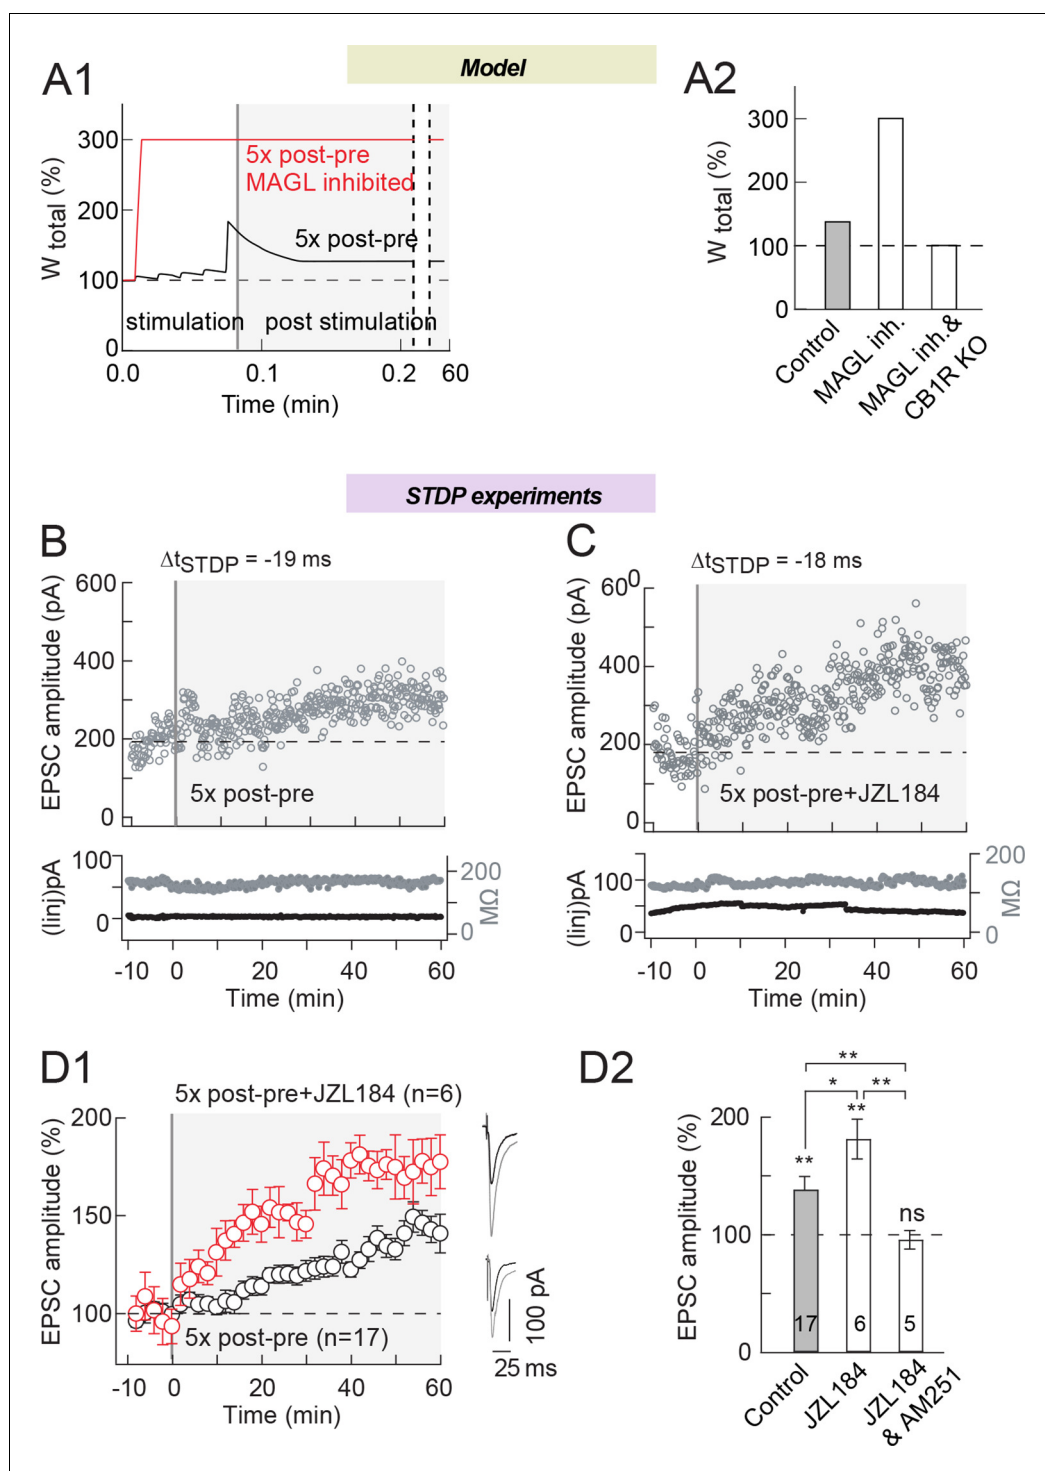 Model
A1
W total (%)
300
200
100
0
5x post-pre
MAGL inhibited
5x post-pre
stimulation
post stimulation
0.0
0.1
0.2
60
Time (min)
A2
W total (%)
300
200
100
0
Control
MAGL inh.
MAGL inh.&
CB1R KO
STDP experiments
B
ΔtSTDP = -19 ms
EPSC amplitude (pA)
600
400
200
0
5x post-pre
(Iinj)pA
100
0
200
0
MΩ
-10
0
20
40
60
Time (min)
C
ΔtSTDP = -18 ms
EPSC amplitude (pA)
600
400
200
0
5x post-pre+JZL184
(Iinj)pA
100
0
200
0
MΩ
-10
0
20
40
60
Time (min)
D1
5x post-pre+JZL184 (n=6)
EPSC amplitude (%)
200
150
100
5x post-pre (n=17)
-10
0
20
40
60
Time (min)
100 pA
25 ms
D2
EPSC amplitude (%)
200
100
0
**
*
**
**
**
ns
17
6
5
Control
JZL184
JZL184
& AM251